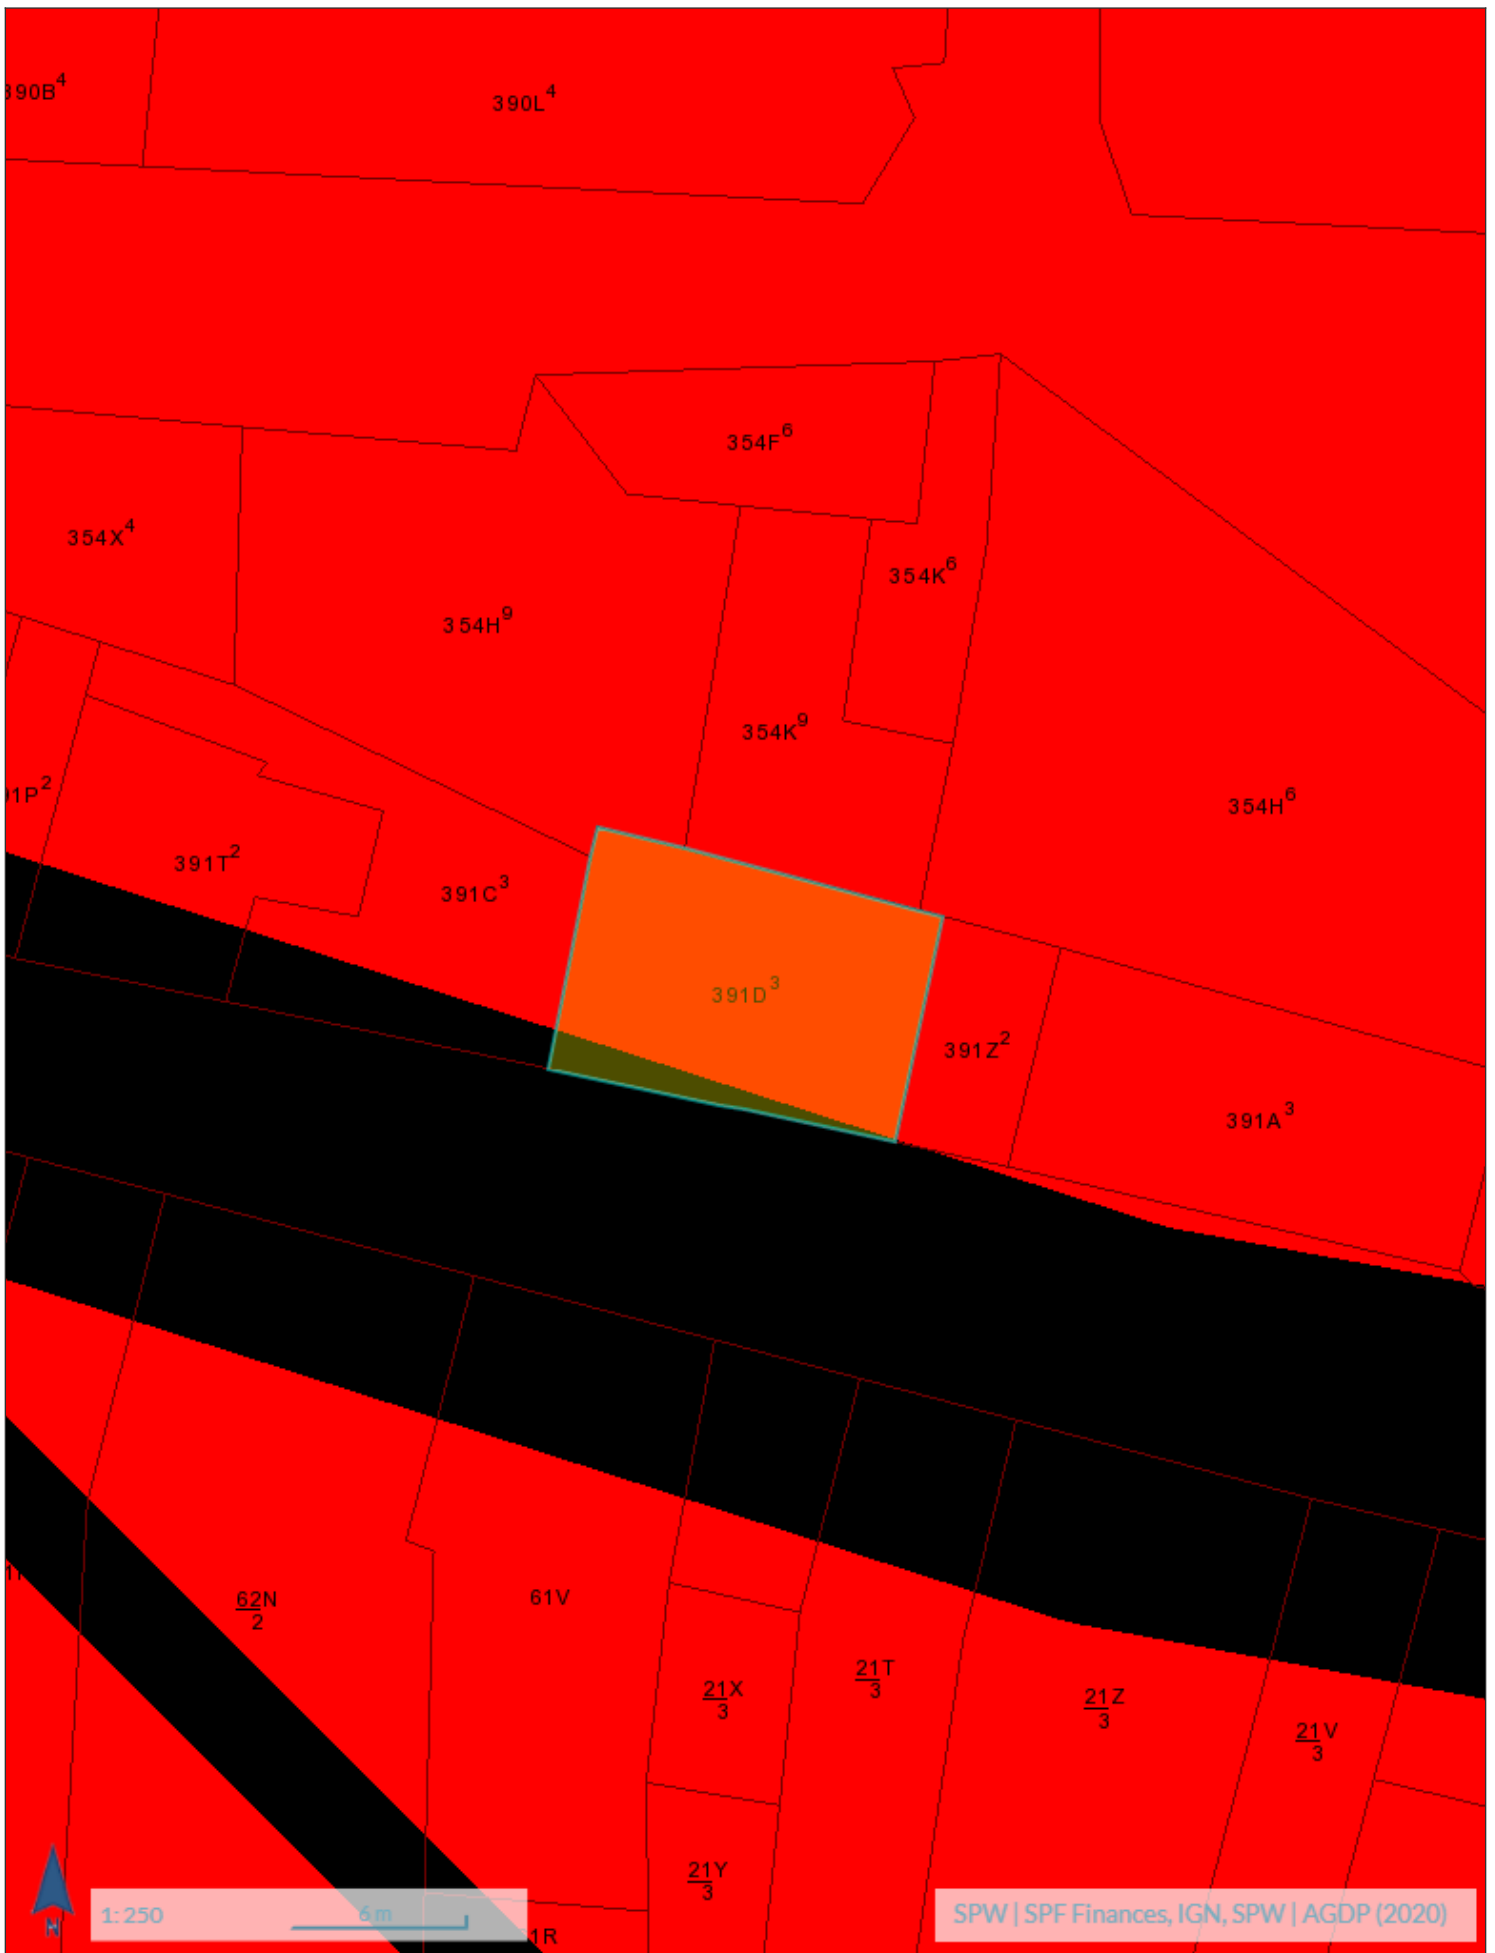 390B⁴
390L⁴
354F⁶
354X⁴
354K⁶
354H⁹
354K⁹
91P²
354H⁶
391T²
391C³
391D³
391Z²
391A³
62N
2
61V
21X
3
21T
3
21Z
3
21V
3
21Y
3
1R
N
1: 250
6 m
SPW | SPF Finances, IGN, SPW | AGDP (2020)